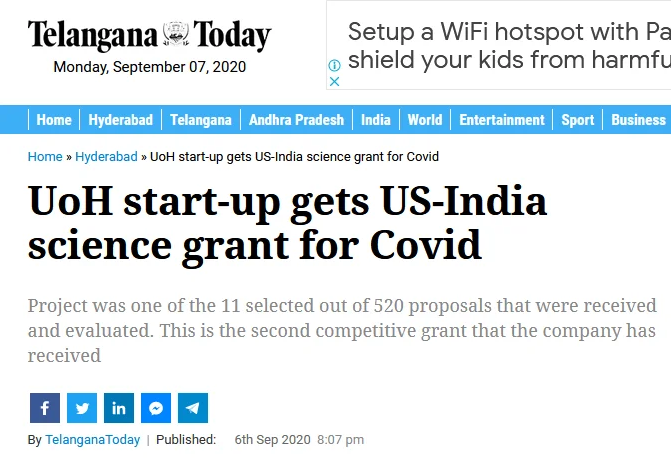 Telangana Today
Monday, September 07, 2020
Setup a WiFi hotspot with Pa
shield your kids from harmfu
Home Hyderabad Telangana Andhra Pradesh India World Entertainment Sport Business
Home » Hyderabad » UoH start-up gets US-India science grant for Covid
UoH start-up gets US-India
science grant for Covid
Project was one of the 11 selected out of 520 proposals that were received
and evaluated. This is the second competitive grant that the company has
received
By TelanganaToday | Published: 6th Sep 2020 8:07 pm